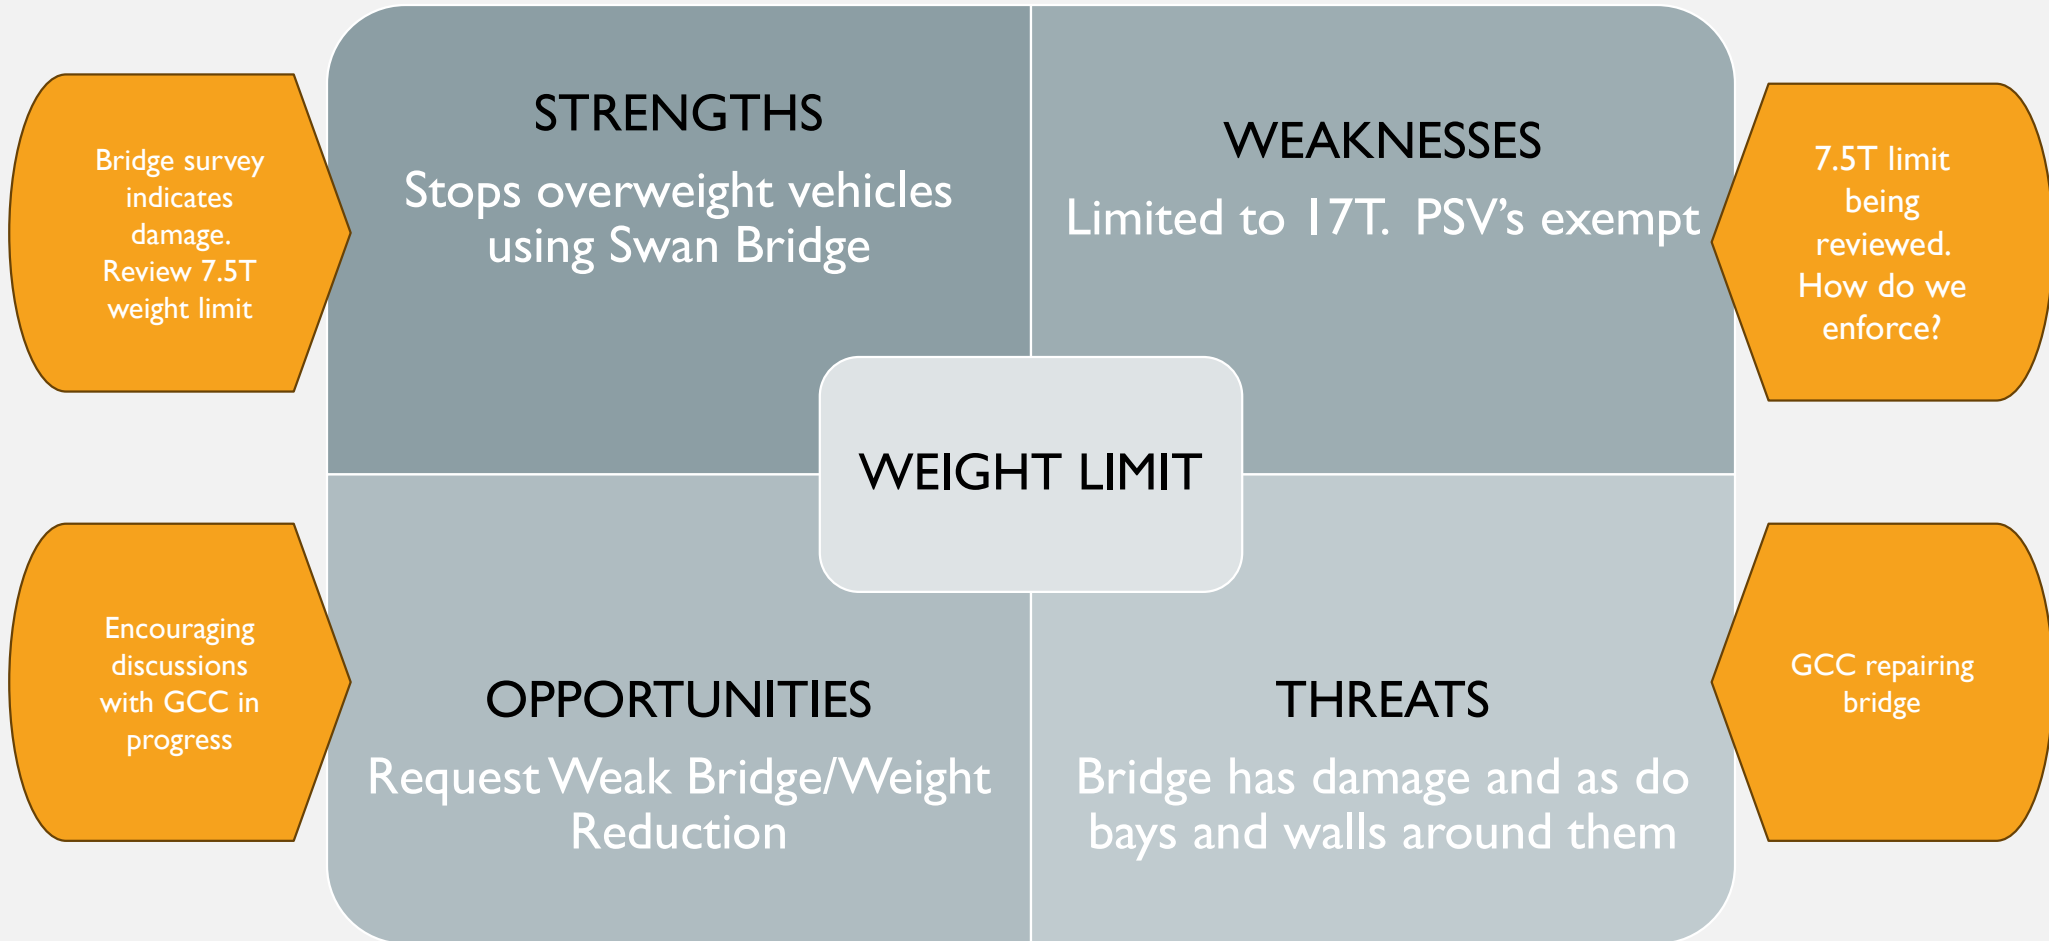 Bridge survey
indicates
damage.
Review 7.5T
weight limit
STRENGTHS
Stops overweight vehicles
using Swan Bridge
WEAKNESSES
Limited to 17T.  PSV's exempt
7.5T limit
being
reviewed.
How do we
enforce?
WEIGHT LIMIT
Encouraging
discussions
with GCC in
progress
OPPORTUNITIES
Request Weak Bridge/Weight
Reduction
THREATS
Bridge has damage and as do
bays and walls around them
GCC repairing
bridge